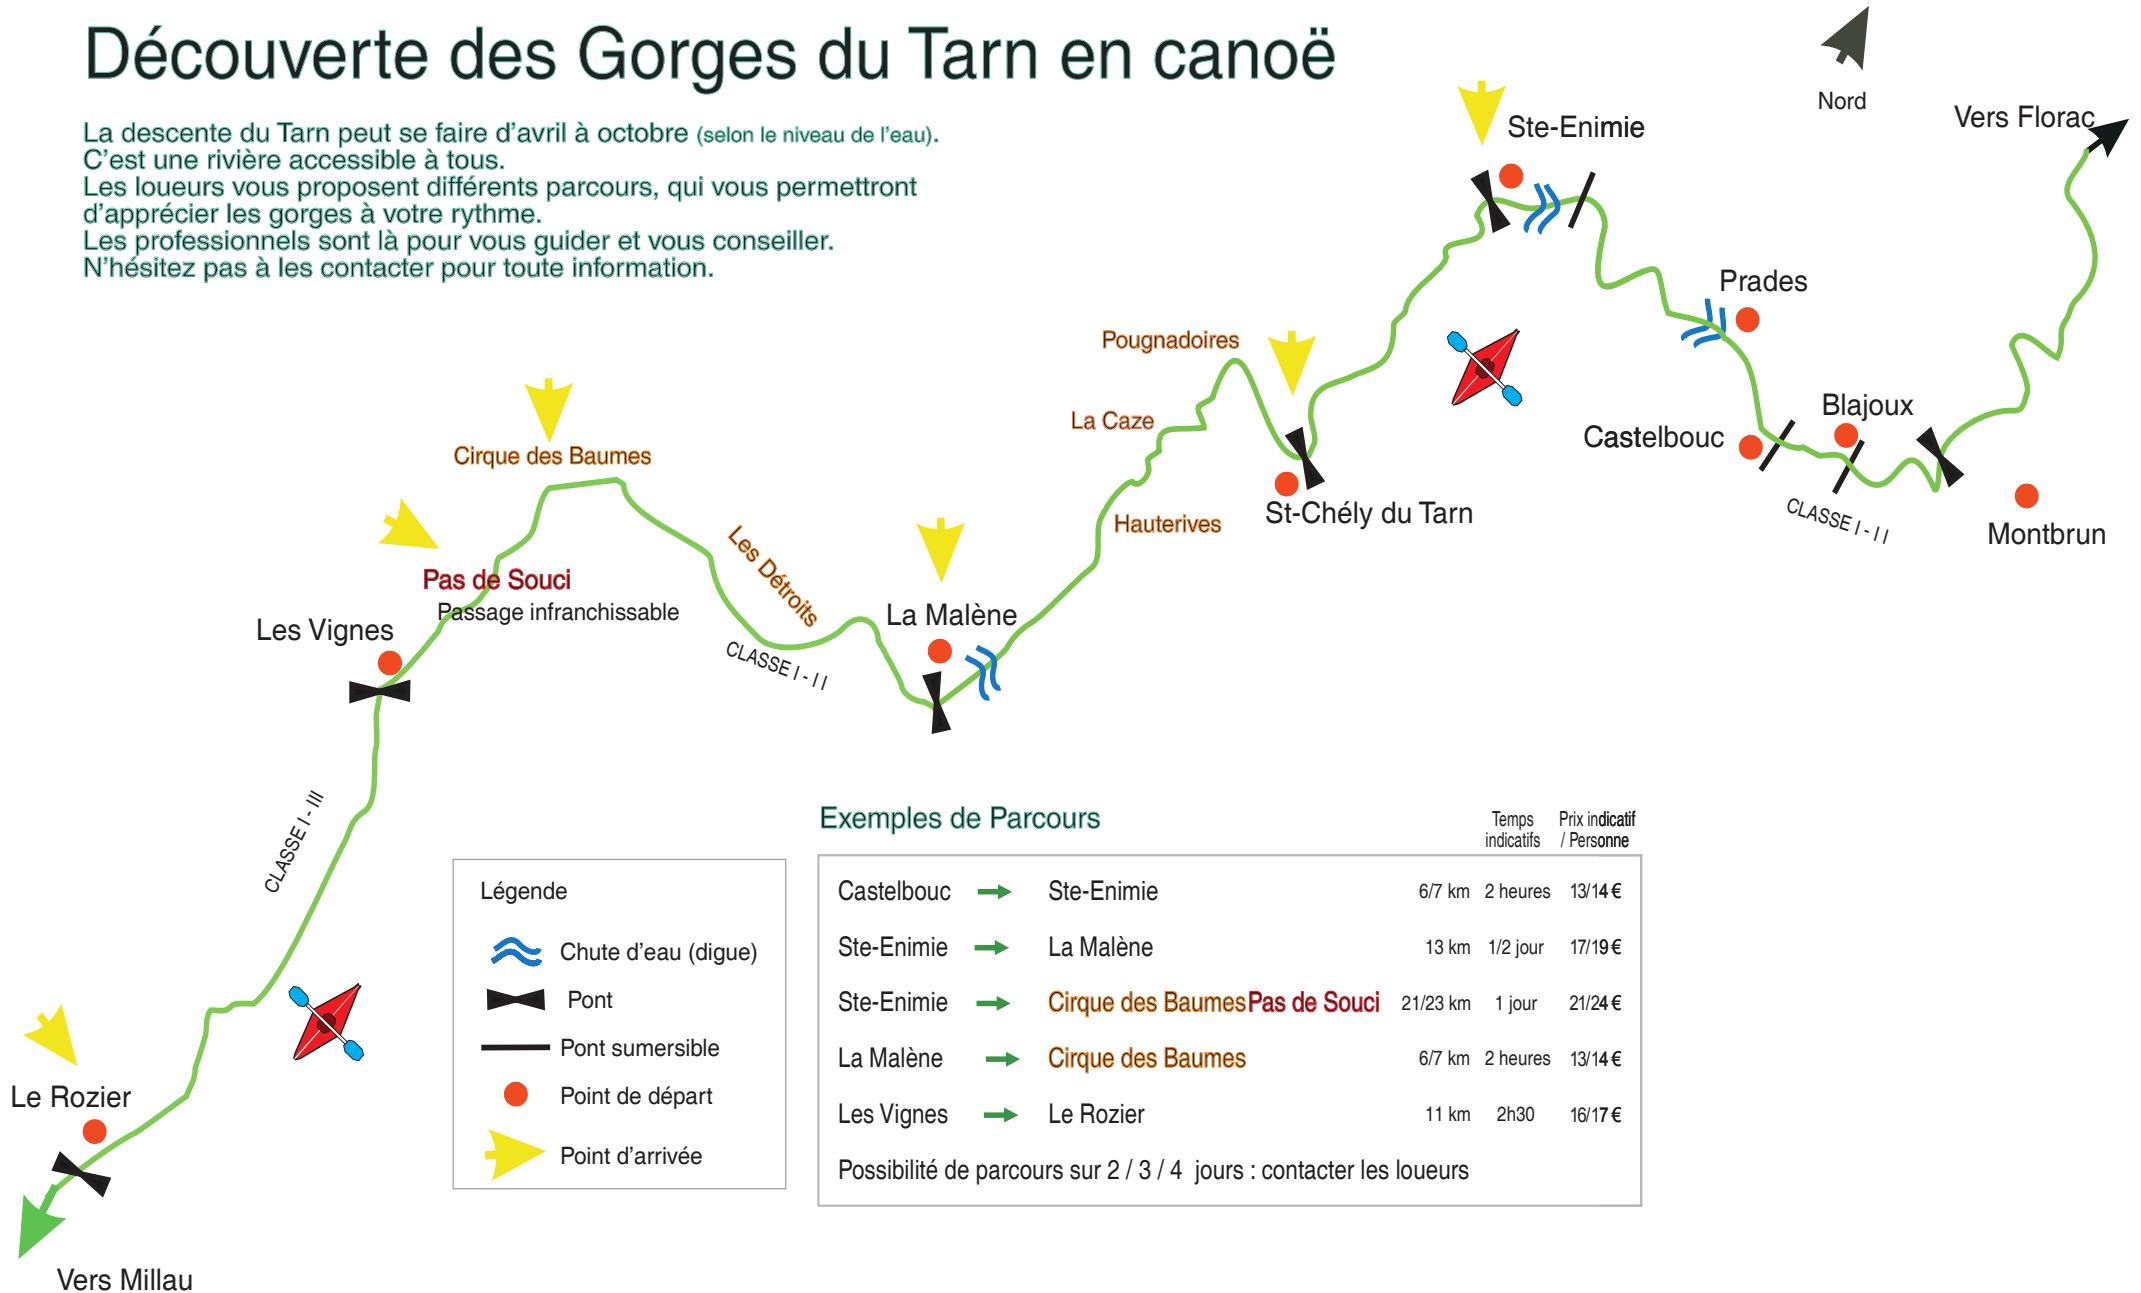 Découverte des Gorges du Tarn en canoë
La descente du Tarn peut se faire d'avril à octobre (selon le niveau de l'eau).
C'est une rivière accessible à tous.
Les loueurs vous proposent différents parcours, qui vous permettront
d'apprécier les gorges à votre rythme.
Les professionnels sont là pour vous guider et vous conseiller.
N'hésitez pas à les contacter pour toute information.
Nord
Vers Florac
Ste-Enimie
Prades
Blajoux
Castelbouc
CLASSE I - I I
Montbrun
Pougnadoires
La Caze
Hauterives
St-Chély du Tarn
Cirque des Baumes
Les Détroits
Pas de Souci
Passage infranchissable
La Malène
CLASSE I - I I
Les Vignes
CLASSE I - III
Le Rozier
Vers Millau
Légende
Chute d'eau (digue)
Pont
Pont sumersible
Point de départ
Point d'arrivée
Exemples de Parcours
Temps indicatifs
Prix indicatif / Personne
Castelbouc Ste-Enimie 6/7 km 2 heures 13/14 €
Ste-Enimie La Malène 13 km 1/2 jour 17/19 €
Ste-Enimie Cirque des Baumes Pas de Souci 21/23 km 1 jour 21/24 €
La Malène Cirque des Baumes 6/7 km 2 heures 13/14 €
Les Vignes Le Rozier 11 km 2h30 16/17 €
Possibilité de parcours sur 2 / 3 / 4 jours : contacter les loueurs